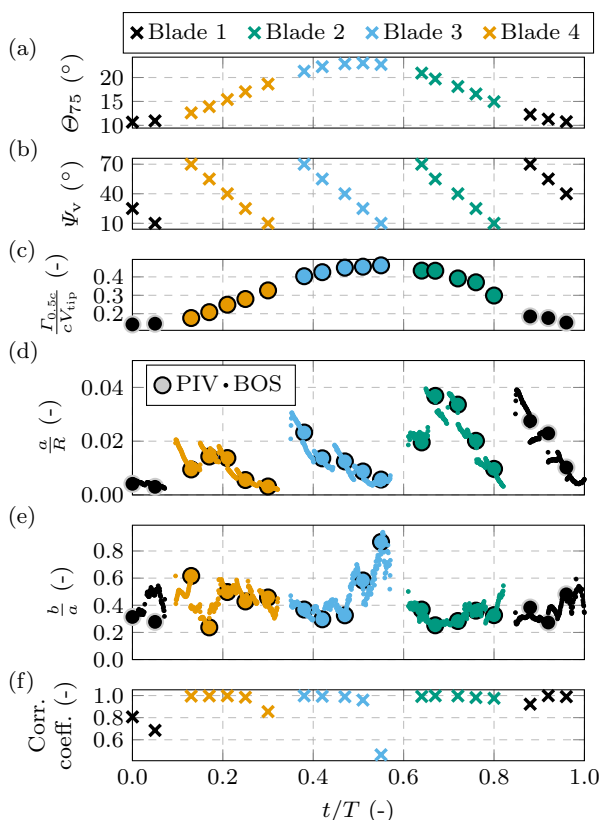 Blade 1 Blade 2 Blade 3 Blade 4
(a)
Θ75 (°)
20
15
10
(b)
Ψv (°)
70
40
10
(c)
Γ0.5c / cVtip (-)
0.4
0.3
0.2
(d)
PIV BOS
a/R (-)
0.04
0.02
0.00
(e)
b/a (-)
0.8
0.6
0.4
0.2
0.0
(f)
Corr.
coeff. (-)
1.0
0.8
0.6
0.0 0.2 0.4 0.6 0.8 1.0
t/T (-)